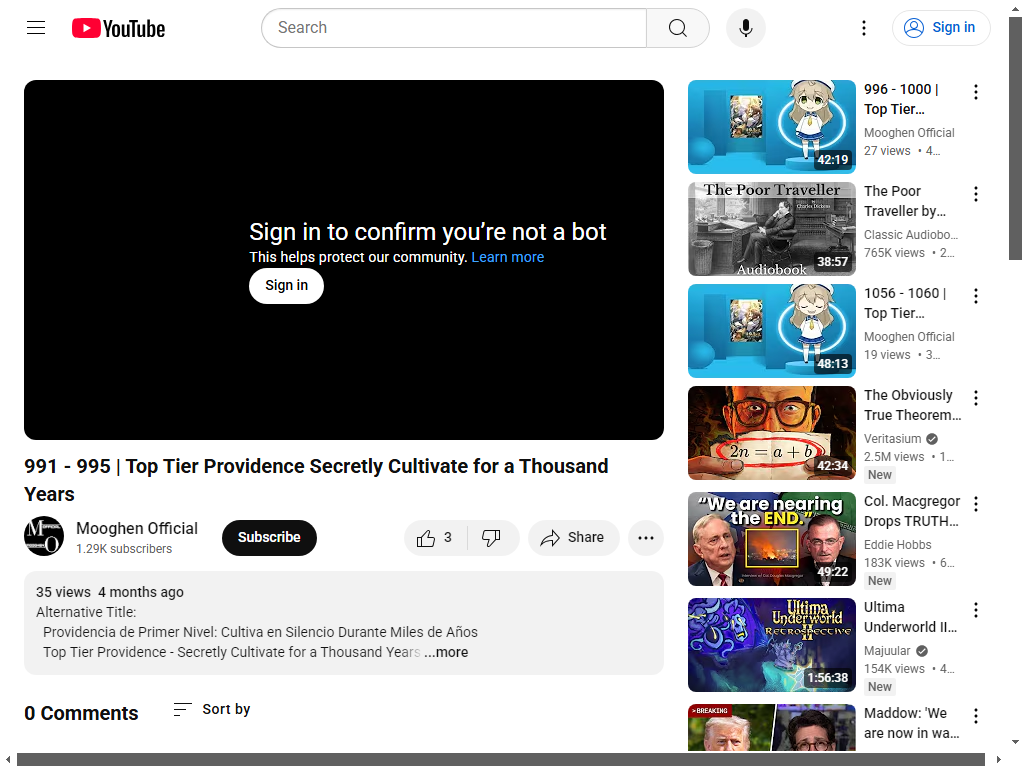 YouTube
Search
Sign in
Sign in to confirm you’re not a bot
This helps protect our community. Learn more
Sign in
991 - 995 | Top Tier Providence Secretly Cultivate for a Thousand
Years
Mooghen Official
1.29K subscribers
Subscribe
3
Share
35 views 4 months ago
Alternative Title:
Providencia de Primer Nivel: Cultiva en Silencio Durante Miles de Años
Top Tier Providence - Secretly Cultivate for a Thousand Years ...more
0 Comments
Sort by
42:19
996 - 1000 |
Top Tier…
Mooghen Official
27 views • 4…
The Poor Traveller
by
Charles Dickens
Audiobook
38:57
The Poor
Traveller by…
Classic Audiobo…
765K views • 2…
48:13
1056 - 1060 |
Top Tier…
Mooghen Official
19 views • 3…
2n = a + b
42:34
The Obviously
True Theorem…
Veritasium
2.5M views • 1…
New
“We are nearing
the END.”
Interview w/ Col. Douglas Macgregor
49:22
Col. Macgregor
Drops TRUTH…
Eddie Hobbs
183K views • 6…
New
Ultima
Underworld
II
RETROSPECTIVE
1:56:38
Ultima
Underworld II…
Majuular
154K views • 4…
New
>BREAKING
Maddow: 'We
are now in wa…